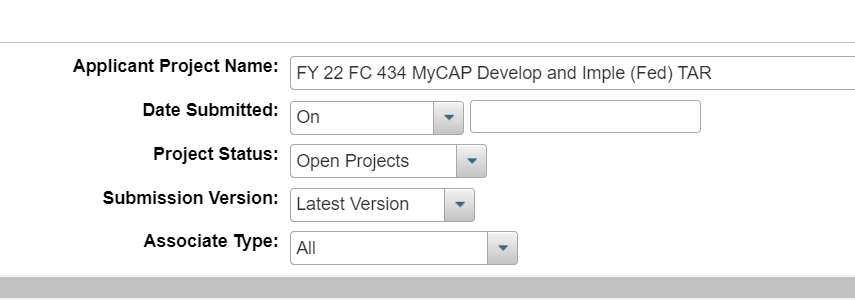 Applicant Project Name: FY 22 FC 434 MyCAP Develop and Imple (Fed) TAR
Date Submitted: On
Project Status: Open Projects
Submission Version: Latest Version
Associate Type: All